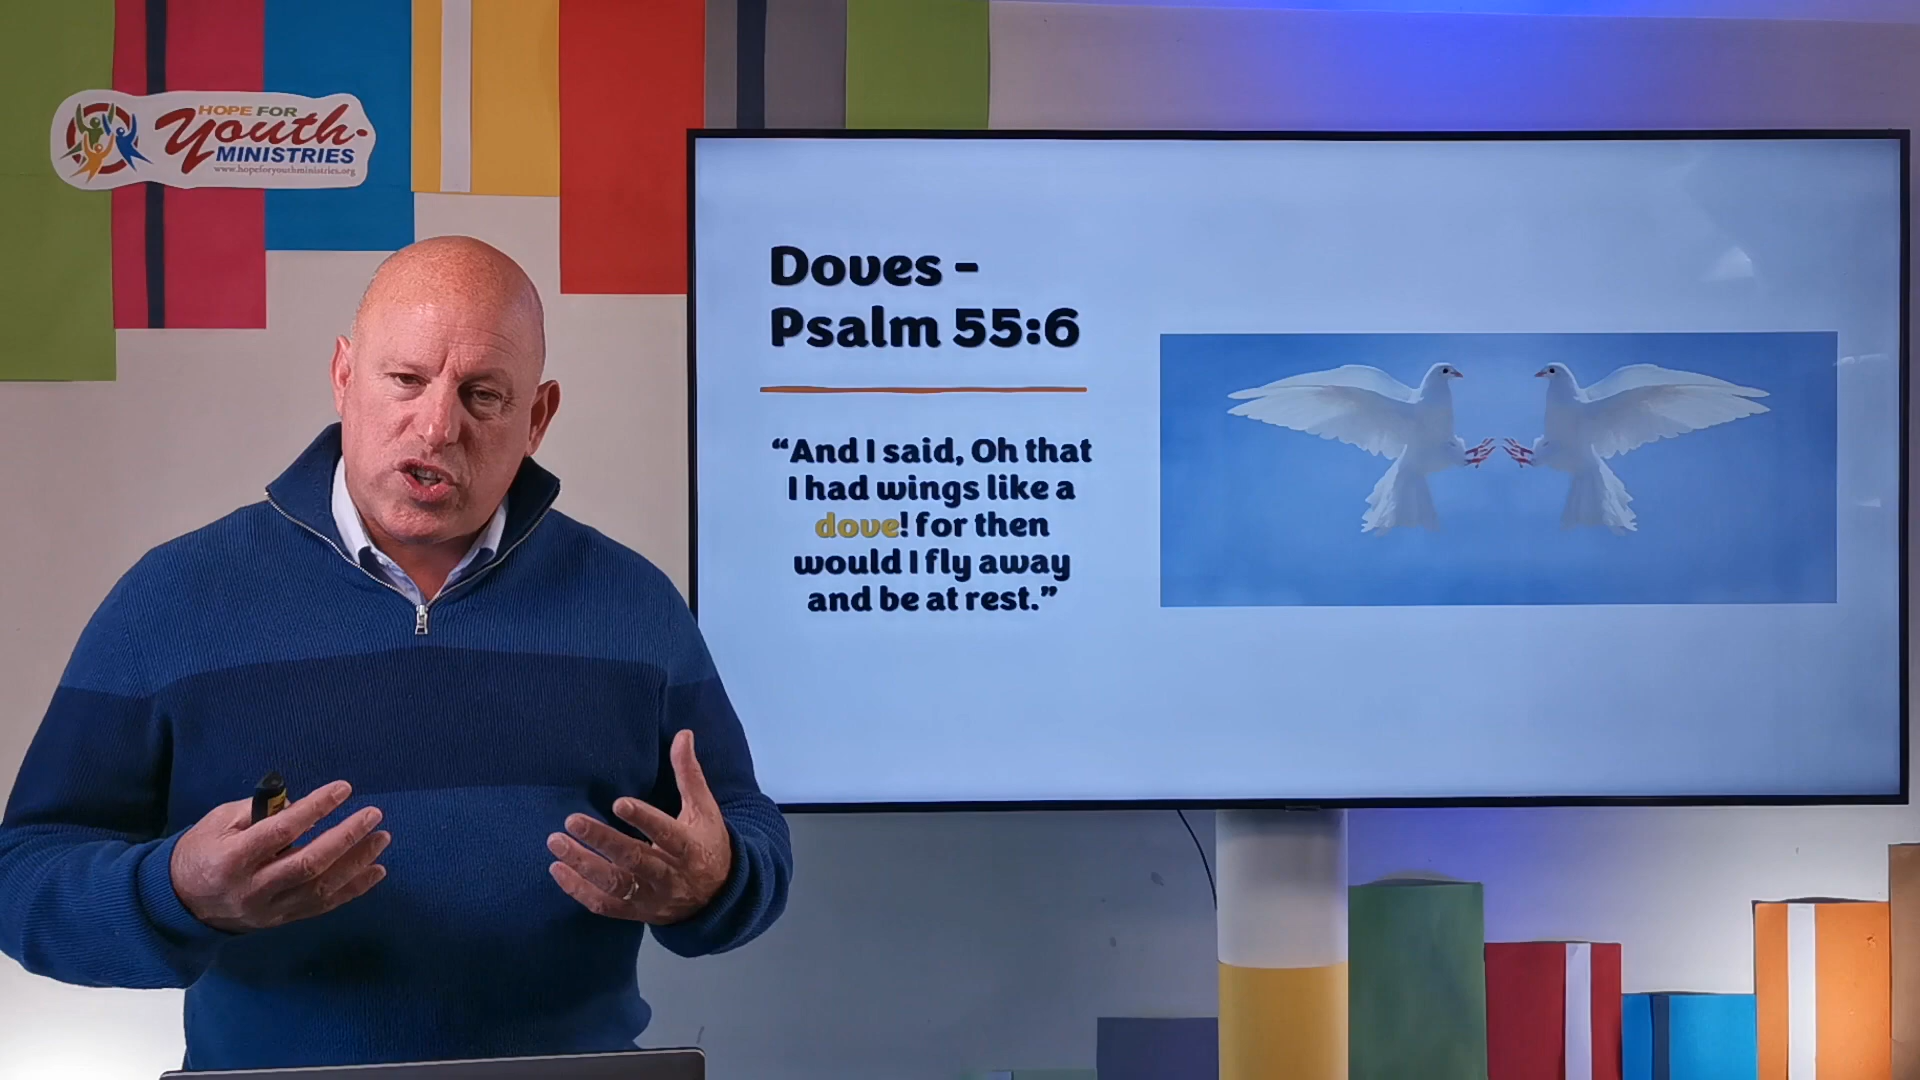 HOPE FOR
Youth
MINISTRIES
www.hopeforyouthministries.org
Doves -
Psalm 55:6
“And I said, Oh that
I had wings like a
dove! for then
would I fly away
and be at rest.”